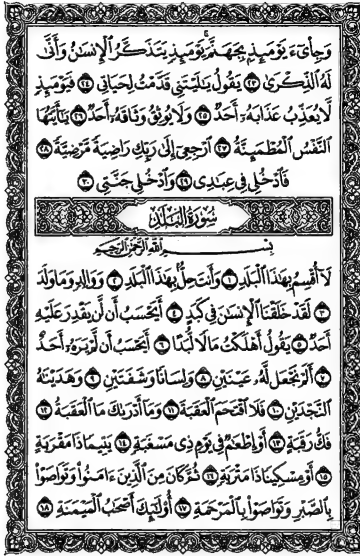 وَجِاْىٓءَ يَوْمَئِذٍۭ بِجَهَنَّمَ ۚ يَوْمَئِذٍ يَتَذَكَّرُ ٱلْإِنسَٰنُ وَأَنَّىٰ
لَهُ ٱلذِّكْرَىٰ ٢٣ يَقُولُ يَٰلَيْتَنِى قَدَّمْتُ لِحَيَاتِى ٢٤ فَيَوْمَئِذٍ
لَّا يُعَذِّبُ عَذَابَهُۥٓ أَحَدٌ ٢٥ وَلَا يُوثِقُ وَثَاقَهُۥٓ أَحَدٌ ٢٦ يَٰٓأَيَّتُهَا
ٱلنَّفْسُ ٱلْمُطْمَئِنَّةُ ٢٧ ٱرْجِعِىٓ إِلَىٰ رَبِّكِ رَاضِيَةً مَّرْضِيَّةً ٢٨
فَٱدْخُلِى فِى عِبَٰدِى ٢٩ وَٱدْخُلِى جَنَّتِى ٣٠
سُورَةُ الْبَلَدِ
بِسْمِ ٱللَّهِ ٱلرَّحْمَٰنِ ٱلرَّحِيمِ
لَآ أُقْسِمُ بِهَٰذَا ٱلْبَلَدِ ١ وَأَنتَ حِلٌّۢ بِهَٰذَا ٱلْبَلَدِ ٢ وَوَالِدٍ وَمَا وَلَدَ
٣ لَقَدْ خَلَقْنَا ٱلْإِنسَٰنَ فِى كَبَدٍ ٤ أَيَحْسَبُ أَن لَّن يَقْدِرَ عَلَيْهِ
أَحَدٌ ٥ يَقُولُ أَهْلَكْتُ مَالًا لُّبَدًا ٦ أَيَحْسَبُ أَن لَّمْ يَرَهُۥٓ أَحَدٌ
٧ أَلَمْ نَجْعَل لَّهُۥ عَيْنَيْنِ ٨ وَلِسَانًا وَشَفَتَيْنِ ٩ وَهَدَيْنَٰهُ
ٱلنَّجْدَيْنِ ١٠ فَلَا ٱقْتَحَمَ ٱلْعَقَبَةَ ١١ وَمَآ أَدْرَىٰكَ مَا ٱلْعَقَبَةُ ١٢
فَكُّ رَقَبَةٍ ١٣ أَوْ إِطْعَٰمٌ فِى يَوْمٍ ذِى مَسْغَبَةٍ ١٤ يَتِيمًا ذَا مَقْرَبَةٍ
١٥ أَوْ مِسْكِينًا ذَا مَتْرَبَةٍ ١٦ ثُمَّ كَانَ مِنَ ٱلَّذِينَ ءَامَنُوا۟ وَتَوَاصَوْا۟
بِٱلصَّبْرِ وَتَوَاصَوْا۟ بِٱلْمَرْحَمَةِ ١٧ أُو۟لَٰٓئِكَ أَصْحَٰبُ ٱلْمَيْمَنَةِ ١٨